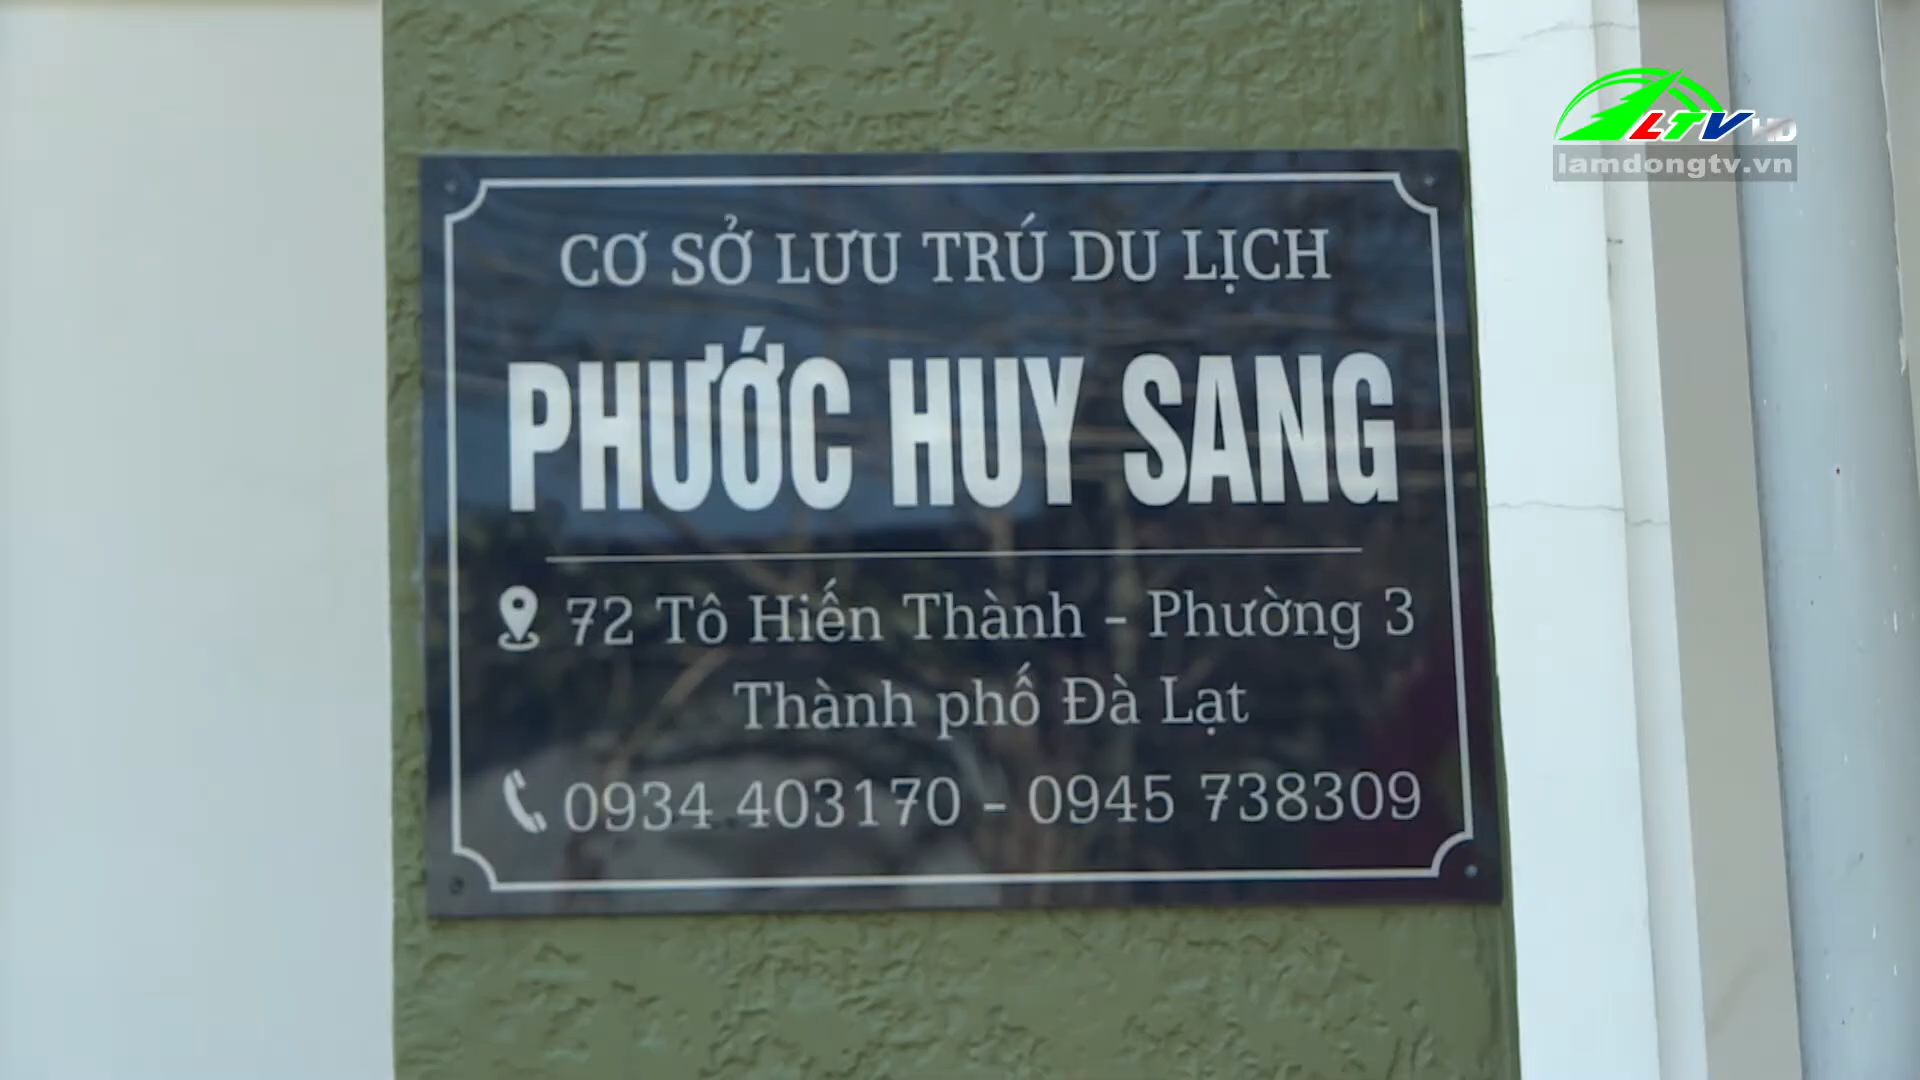 LTV HD
lamdongtv.vn
CƠ SỞ LƯU TRÚ DU LỊCH
PHƯỚC HUY SANG
72 Tô Hiến Thành - Phường 3
Thành phố Đà Lạt
0934 403170 - 0945 738309